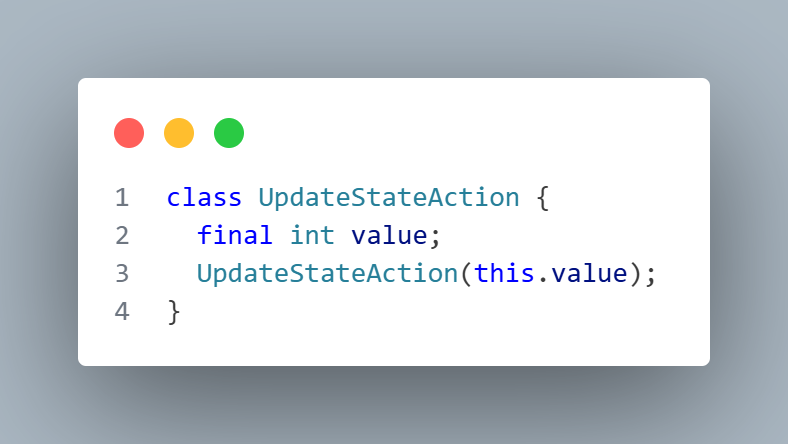 1 class UpdateStateAction {
2   final int value;
3   UpdateStateAction(this.value);
4 }